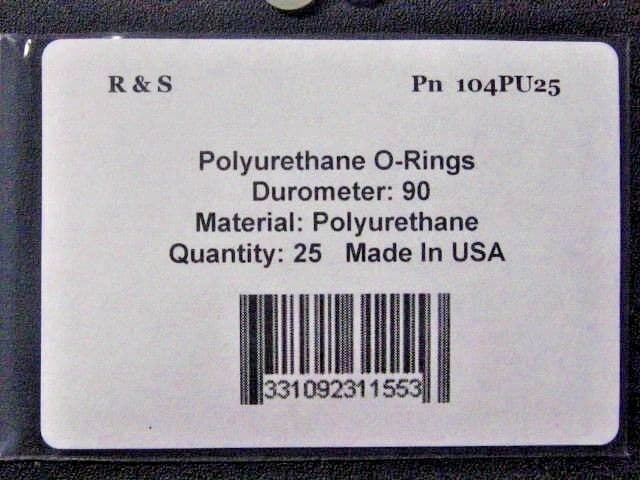 R & S Pn 104PU25
Polyurethane O-Rings
Durometer: 90
Material: Polyurethane
Quantity: 25 Made In USA
331092311553